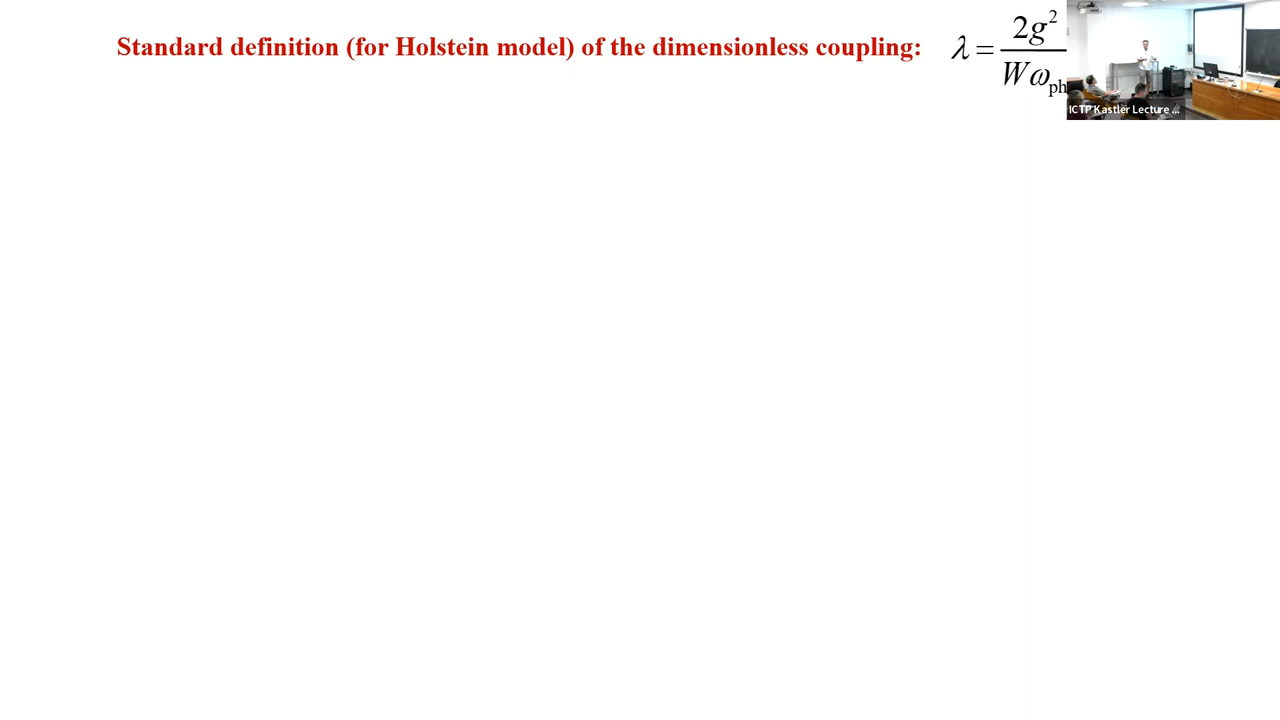 Standard definition (for Holstein model) of the dimensionless coupling: λ = 2g² / Wω_ph
ICTP Kastler Lecture ...